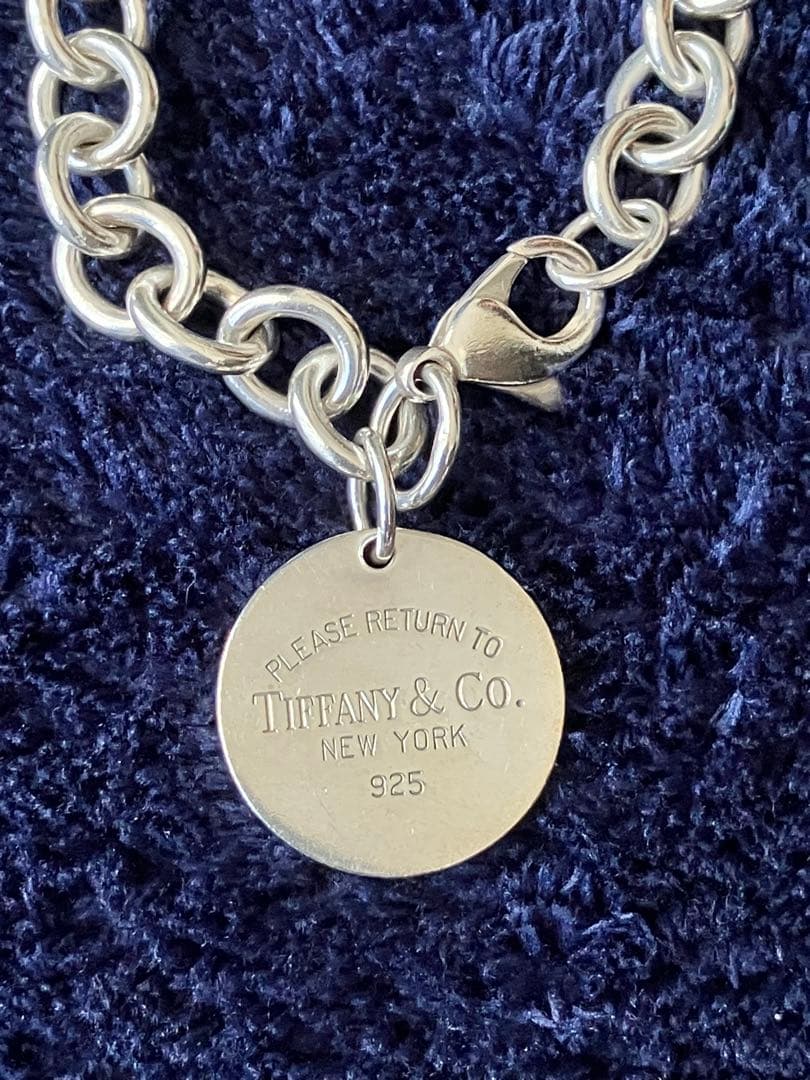 PLEASE RETURN TO
TIFFANY & CO.
NEW YORK
925